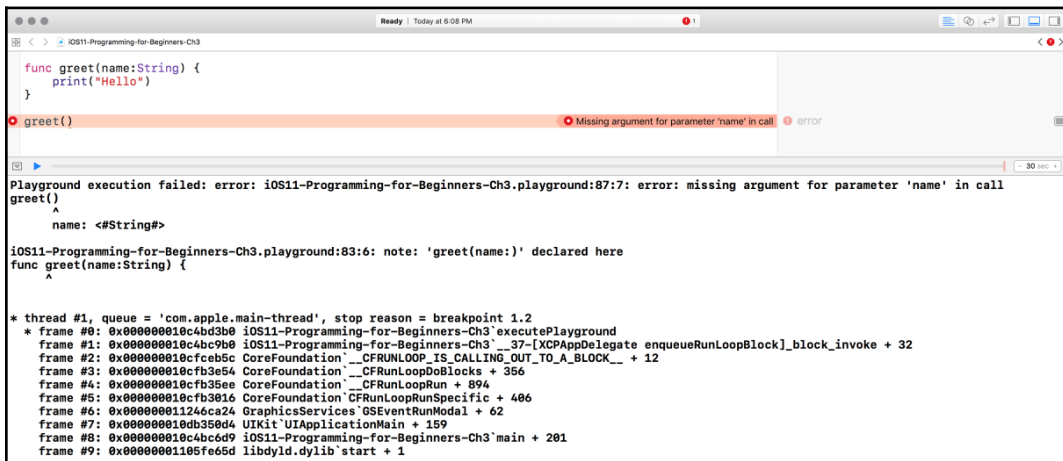 Ready | Today at 6:08 PM
1
iOS11-Programming-for-Beginners-Ch3
func greet(name:String) {
    print("Hello")
}
greet()
Missing argument for parameter 'name' in call
error
- 30 sec +
Playground execution failed: error: iOS11-Programming-for-Beginners-Ch3.playground:87:7: error: missing argument for parameter 'name' in call
greet()
      ^
      name: <#String#>
iOS11-Programming-for-Beginners-Ch3.playground:83:6: note: 'greet(name:)' declared here
func greet(name:String) {
     ^
* thread #1, queue = 'com.apple.main-thread', stop reason = breakpoint 1.2
  * frame #0: 0x000000010c4bd3b0 iOS11-Programming-for-Beginners-Ch3`executePlayground
    frame #1: 0x000000010c4bc9b0 iOS11-Programming-for-Beginners-Ch3`__37-[XCPAppDelegate enqueueRunLoopBlock]_block_invoke + 32
    frame #2: 0x000000010cfceb5c CoreFoundation`__CFRUNLOOP_IS_CALLING_OUT_TO_A_BLOCK__ + 12
    frame #3: 0x000000010cfb3e54 CoreFoundation`__CFRunLoopDoBlocks + 356
    frame #4: 0x000000010cfb35ee CoreFoundation`__CFRunLoopRun + 894
    frame #5: 0x000000010cfb3016 CoreFoundation`CFRunLoopRunSpecific + 406
    frame #6: 0x000000011246ca24 GraphicsServices`GSEventRunModal + 62
    frame #7: 0x000000010db350d4 UIKit`UIApplicationMain + 159
    frame #8: 0x000000010c4bc6d9 iOS11-Programming-for-Beginners-Ch3`main + 201
    frame #9: 0x00000001105fe65d libdyld.dylib`start + 1